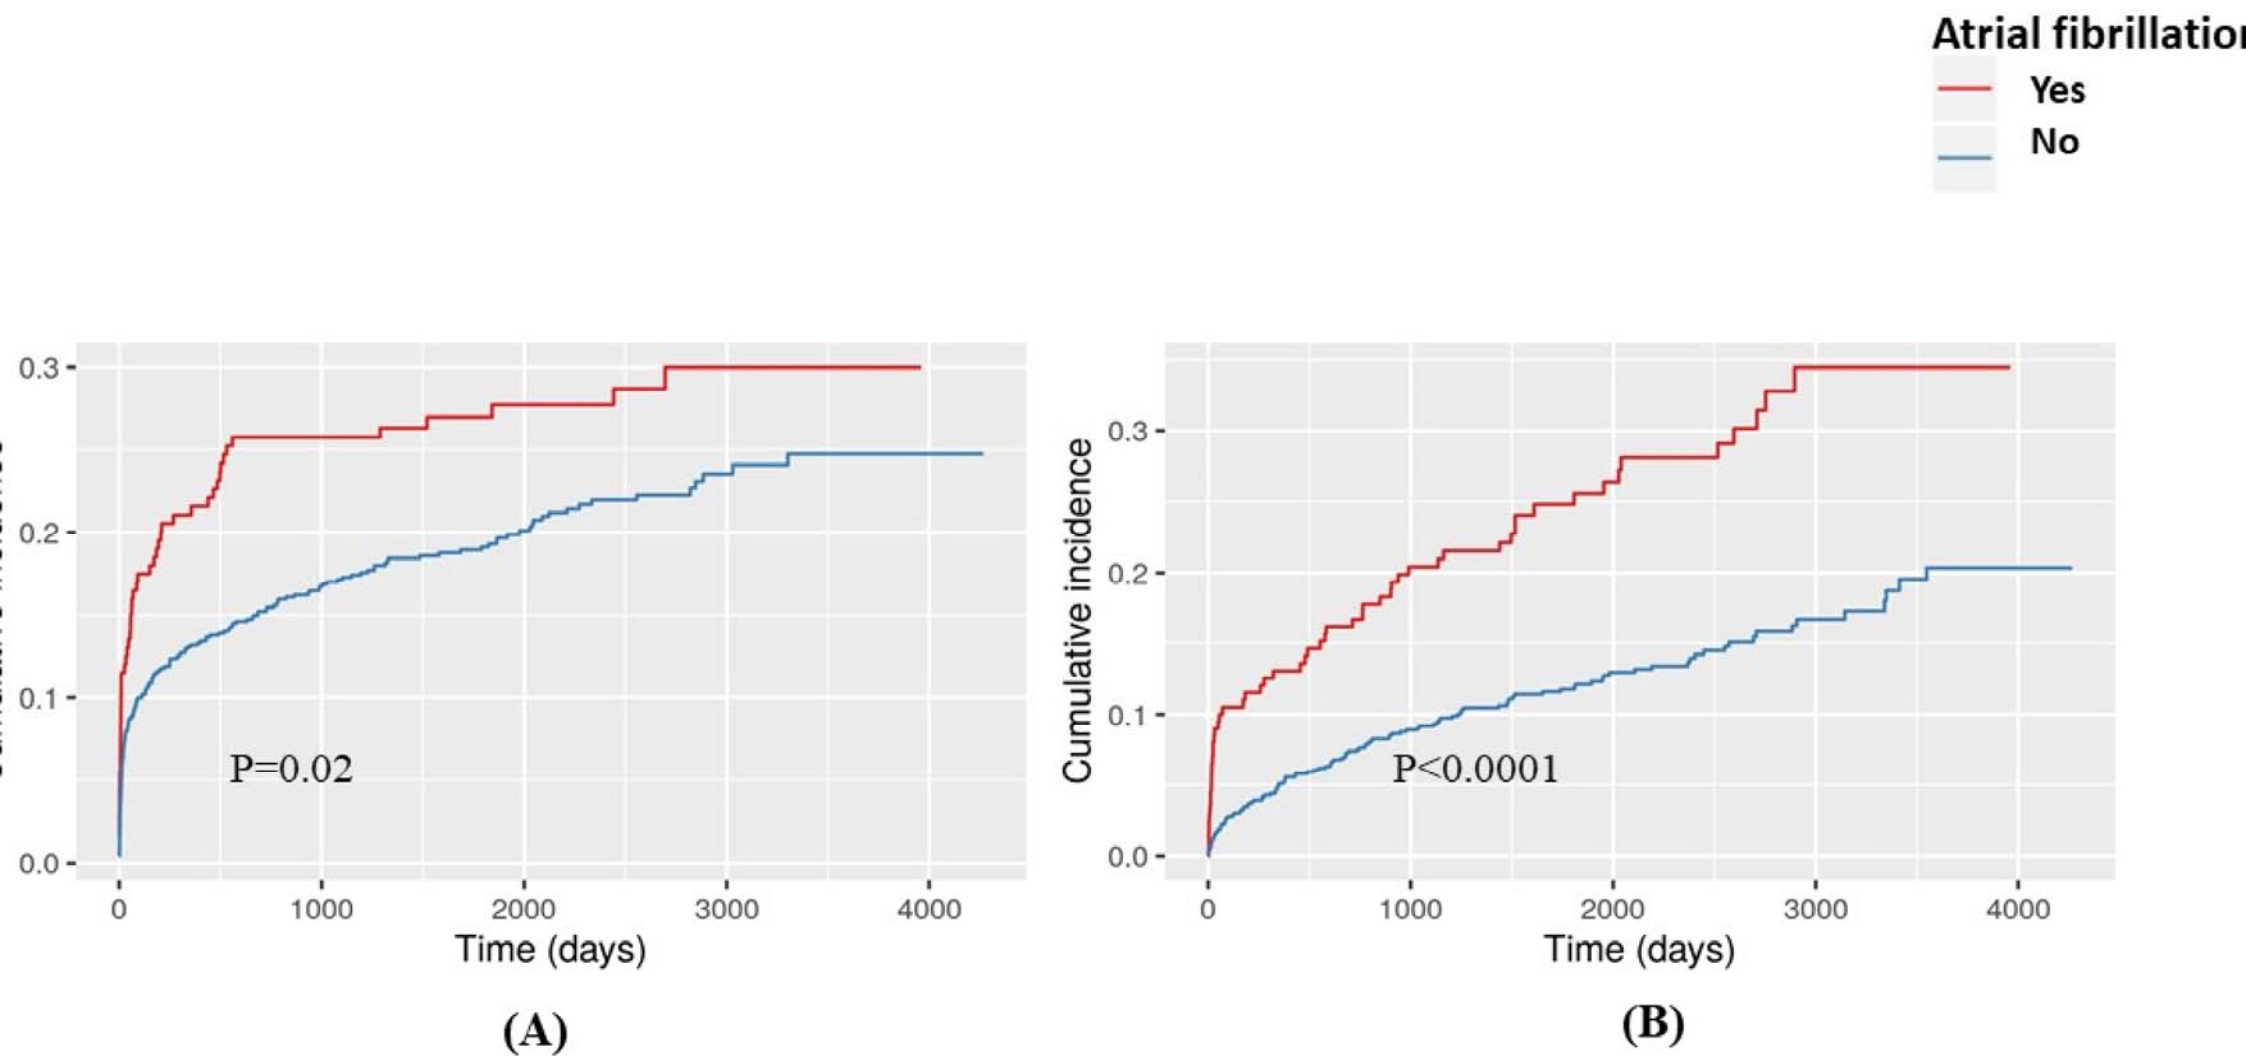 Atrial fibrillatio
Yes
No
0.3
0.2
0.1
0.0
P=0.02
0 1000 2000 3000 4000
Time (days)
(A)
Cumulative incidence
0.3
0.2
0.1
0.0
P<0.0001
0 1000 2000 3000 4000
Time (days)
(B)